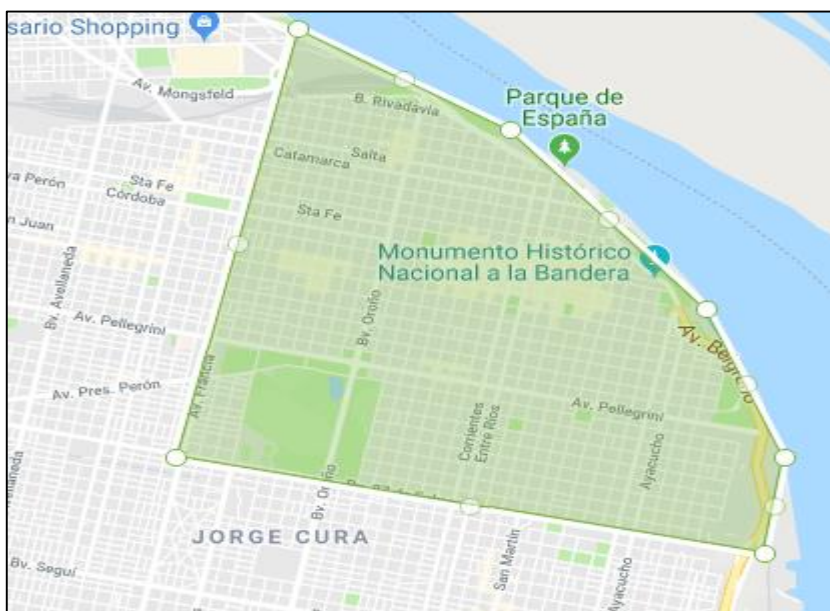 sario Shopping
Av. Mongsfeld
B. Rivadavia
Parque de
España
Salta
Catamarca
va Perón
Sta Fe
Córdoba
Sta Fe
n Juan
Monumento Histórico
Nacional a la Bandera
Bv. Avellaneda
Bv. Oroño
Av. Pellegrini
Av. Belgrano
Av. Pres. Perón
Av. Francia
Av. Pellegrini
Corrientes
Entre Ríos
Ayacucho
Bv. Oroño
JORGE CURA
San Martín
Bv. Seguí
Ayacucho